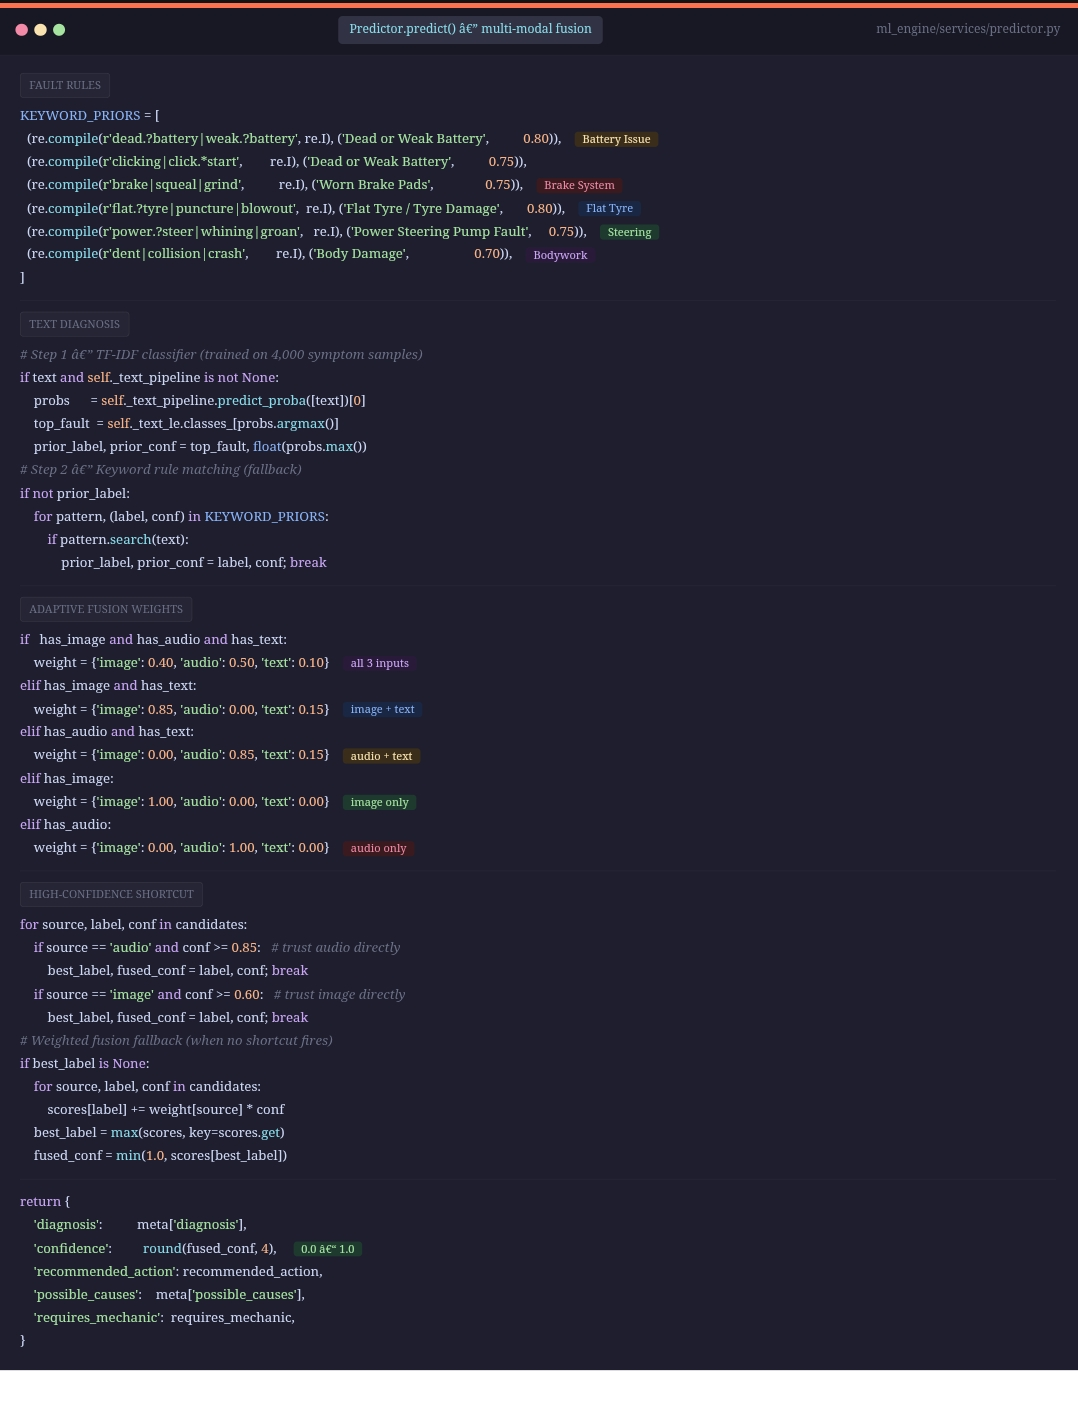 Predictor.predict() â€” multi-modal fusion
ml_engine/services/predictor.py
FAULT RULES
KEYWORD_PRIORS = [
(re.compile(r'dead.?battery|weak.?battery', re.I), ('Dead or Weak Battery', 0.80)), Battery Issue
(re.compile(r'clicking|click.*start', re.I), ('Dead or Weak Battery', 0.75)),
(re.compile(r'brake|squeal|grind', re.I), ('Worn Brake Pads', 0.75)), Brake System
(re.compile(r'flat.?tyre|puncture|blowout', re.I), ('Flat Tyre / Tyre Damage', 0.80)), Flat Tyre
(re.compile(r'power.?steer|whining|groan', re.I), ('Power Steering Pump Fault', 0.75)), Steering
(re.compile(r'dent|collision|crash', re.I), ('Body Damage', 0.70)), Bodywork
]
TEXT DIAGNOSIS
# Step 1 â€” TF-IDF classifier (trained on 4,000 symptom samples)
if text and self._text_pipeline is not None:
probs = self._text_pipeline.predict_proba([text])[0]
top_fault = self._text_le.classes_[probs.argmax()]
prior_label, prior_conf = top_fault, float(probs.max())
# Step 2 â€” Keyword rule matching (fallback)
if not prior_label:
for pattern, (label, conf) in KEYWORD_PRIORS:
if pattern.search(text):
prior_label, prior_conf = label, conf; break
ADAPTIVE FUSION WEIGHTS
if has_image and has_audio and has_text:
weight = {'image': 0.40, 'audio': 0.50, 'text': 0.10} all 3 inputs
elif has_image and has_text:
weight = {'image': 0.85, 'audio': 0.00, 'text': 0.15} image + text
elif has_audio and has_text:
weight = {'image': 0.00, 'audio': 0.85, 'text': 0.15} audio + text
elif has_image:
weight = {'image': 1.00, 'audio': 0.00, 'text': 0.00} image only
elif has_audio:
weight = {'image': 0.00, 'audio': 1.00, 'text': 0.00} audio only
HIGH-CONFIDENCE SHORTCUT
for source, label, conf in candidates:
if source == 'audio' and conf >= 0.85: # trust audio directly
best_label, fused_conf = label, conf; break
if source == 'image' and conf >= 0.60: # trust image directly
best_label, fused_conf = label, conf; break
# Weighted fusion fallback (when no shortcut fires)
if best_label is None:
for source, label, conf in candidates:
scores[label] += weight[source] * conf
best_label = max(scores, key=scores.get)
fused_conf = min(1.0, scores[best_label])
return {
'diagnosis': meta['diagnosis'],
'confidence': round(fused_conf, 4), 0.0 â€“ 1.0
'recommended_action': recommended_action,
'possible_causes': meta['possible_causes'],
'requires_mechanic': requires_mechanic,
}